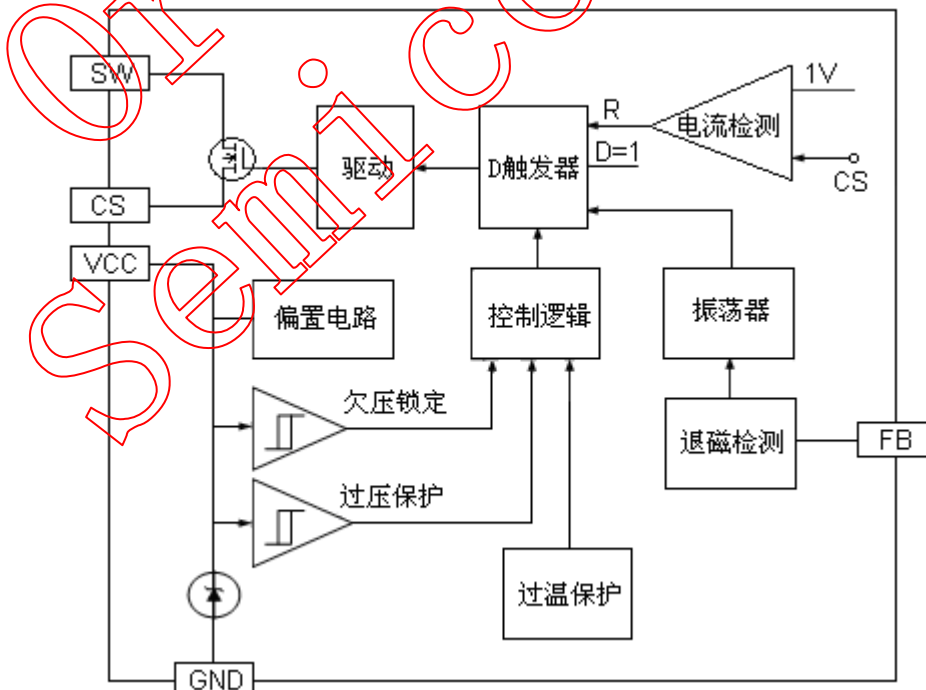 SW
1V
R
电流检测
D=1
驱动
D触发器
CS
CS
VCC
偏置电路
控制逻辑
振荡器
欠压锁定
退磁检测
FB
过压保护
过温保护
GND
Semico